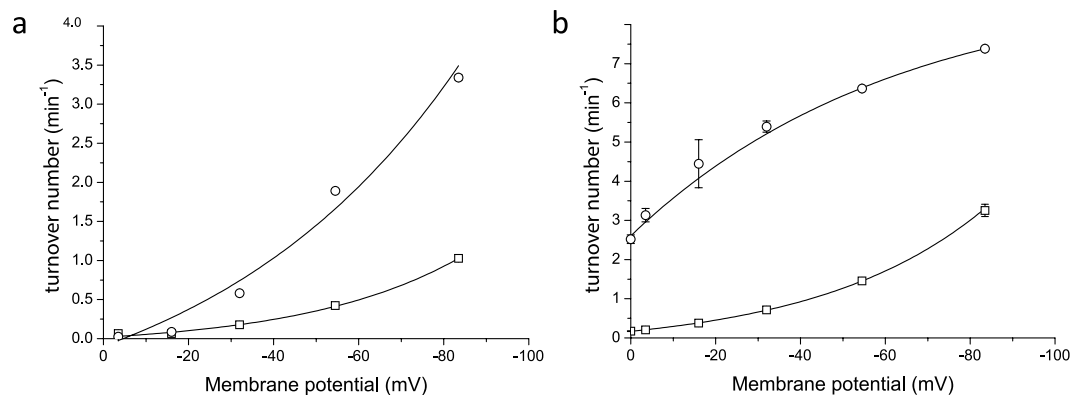 a
4.0
3.5
3.0
2.5
2.0
1.5
1.0
0.5
0.0
0 -20 -40 -60 -80 -100
turnover number (min⁻¹)
Membrane potential (mV)
b
7
6
5
4
3
2
1
0
0 -20 -40 -60 -80 -100
turnover number (min⁻¹)
Membrane potential (mV)